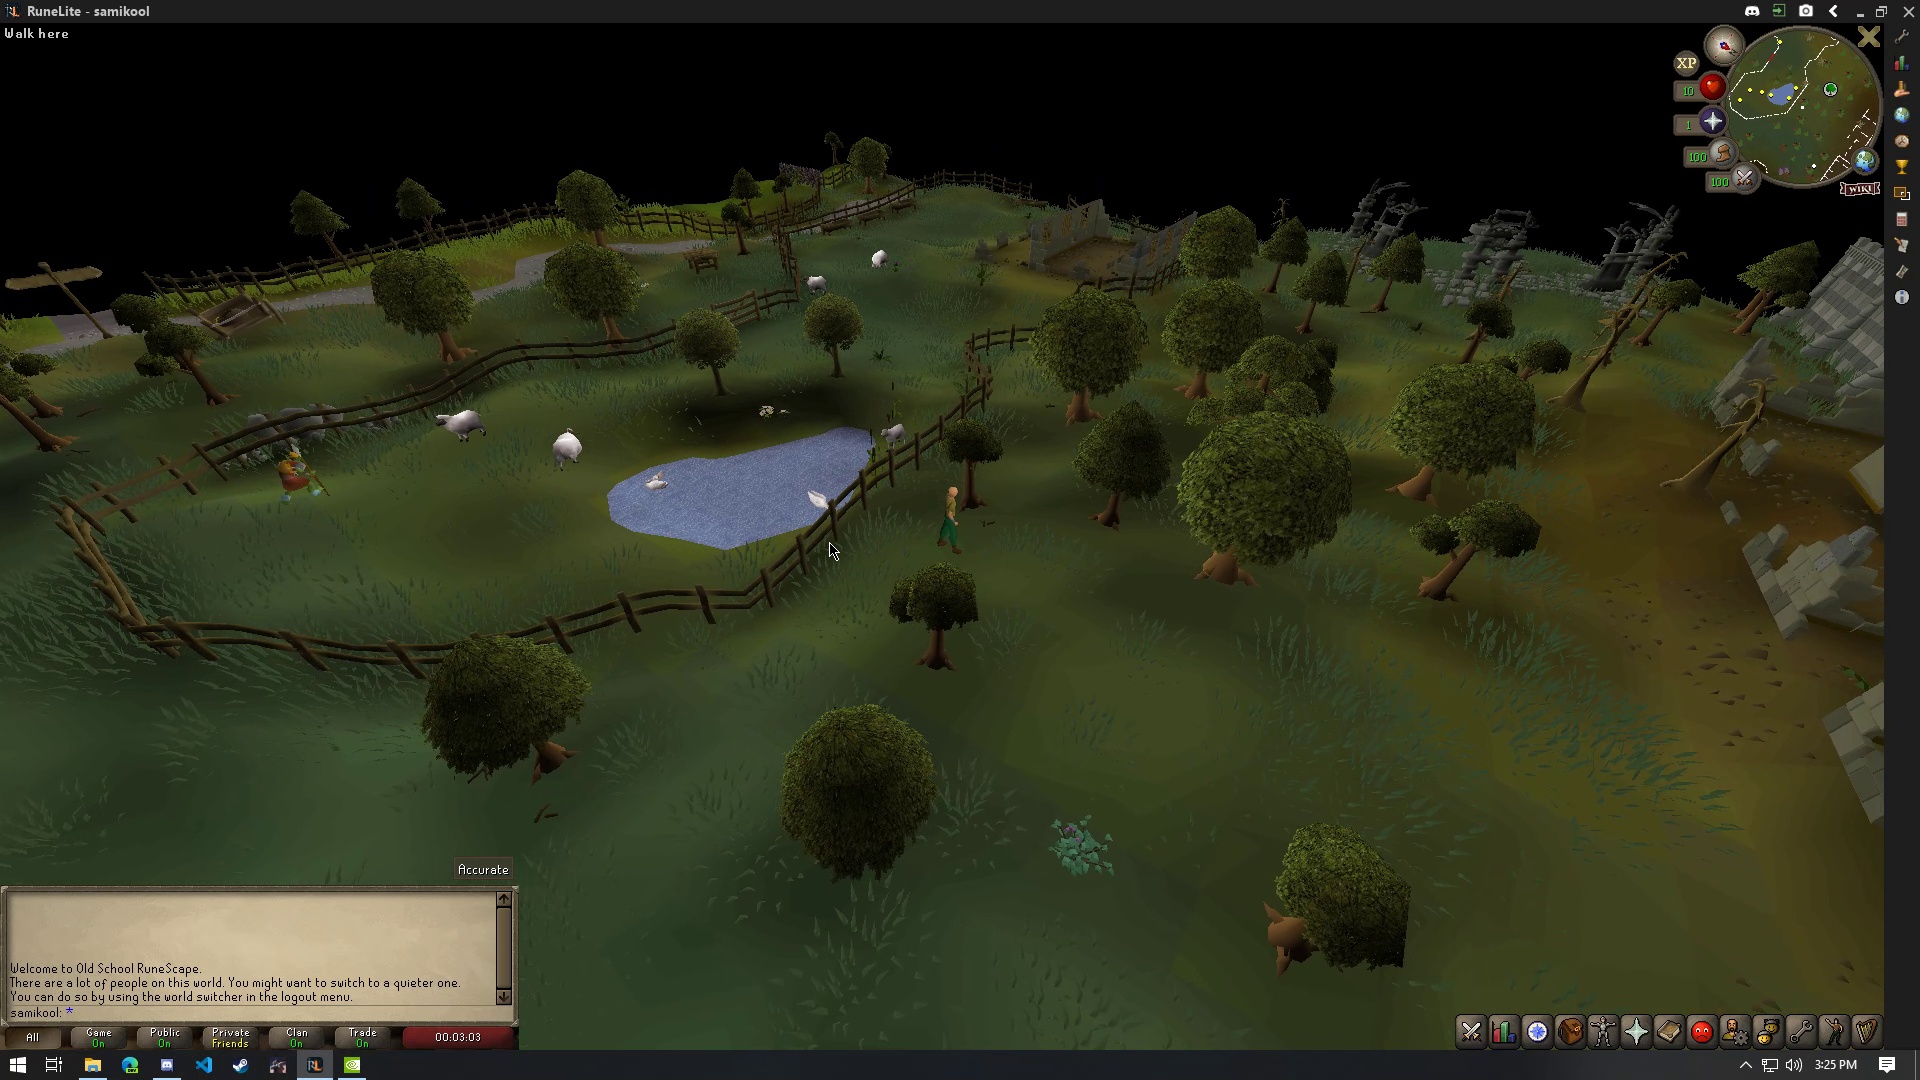 RuneLite - samikool
Walk here
XP
10
1
100
100
WIKI
Accurate
Welcome to Old School RuneScape.
There are a lot of people on this world. You might want to switch to a quieter one.
You can do so by using the world switcher in the logout menu.
samikool: *
All
Game
On
Public
On
Private
Friends
Clan
On
Trade
On
00:03:03
3:25 PM